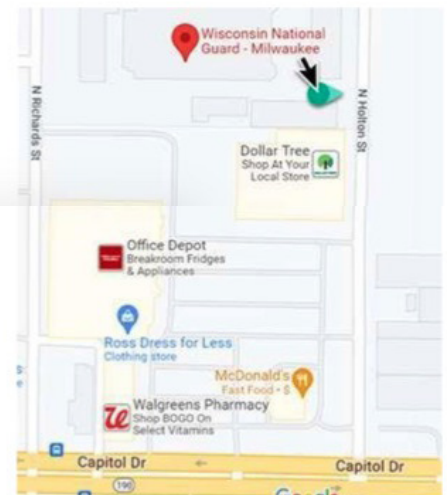 Wisconsin National
Guard - Milwaukee
N Richards St
N Holton St
Dollar Tree
Shop At Your
Local Store
Office Depot
Breakroom Fridges
& Appliances
Ross Dress for Less
Clothing store
McDonald's
Fast Food • $
Walgreens Pharmacy
Shop BOGO On
Select Vitamins
Capitol Dr
Capitol Dr
190